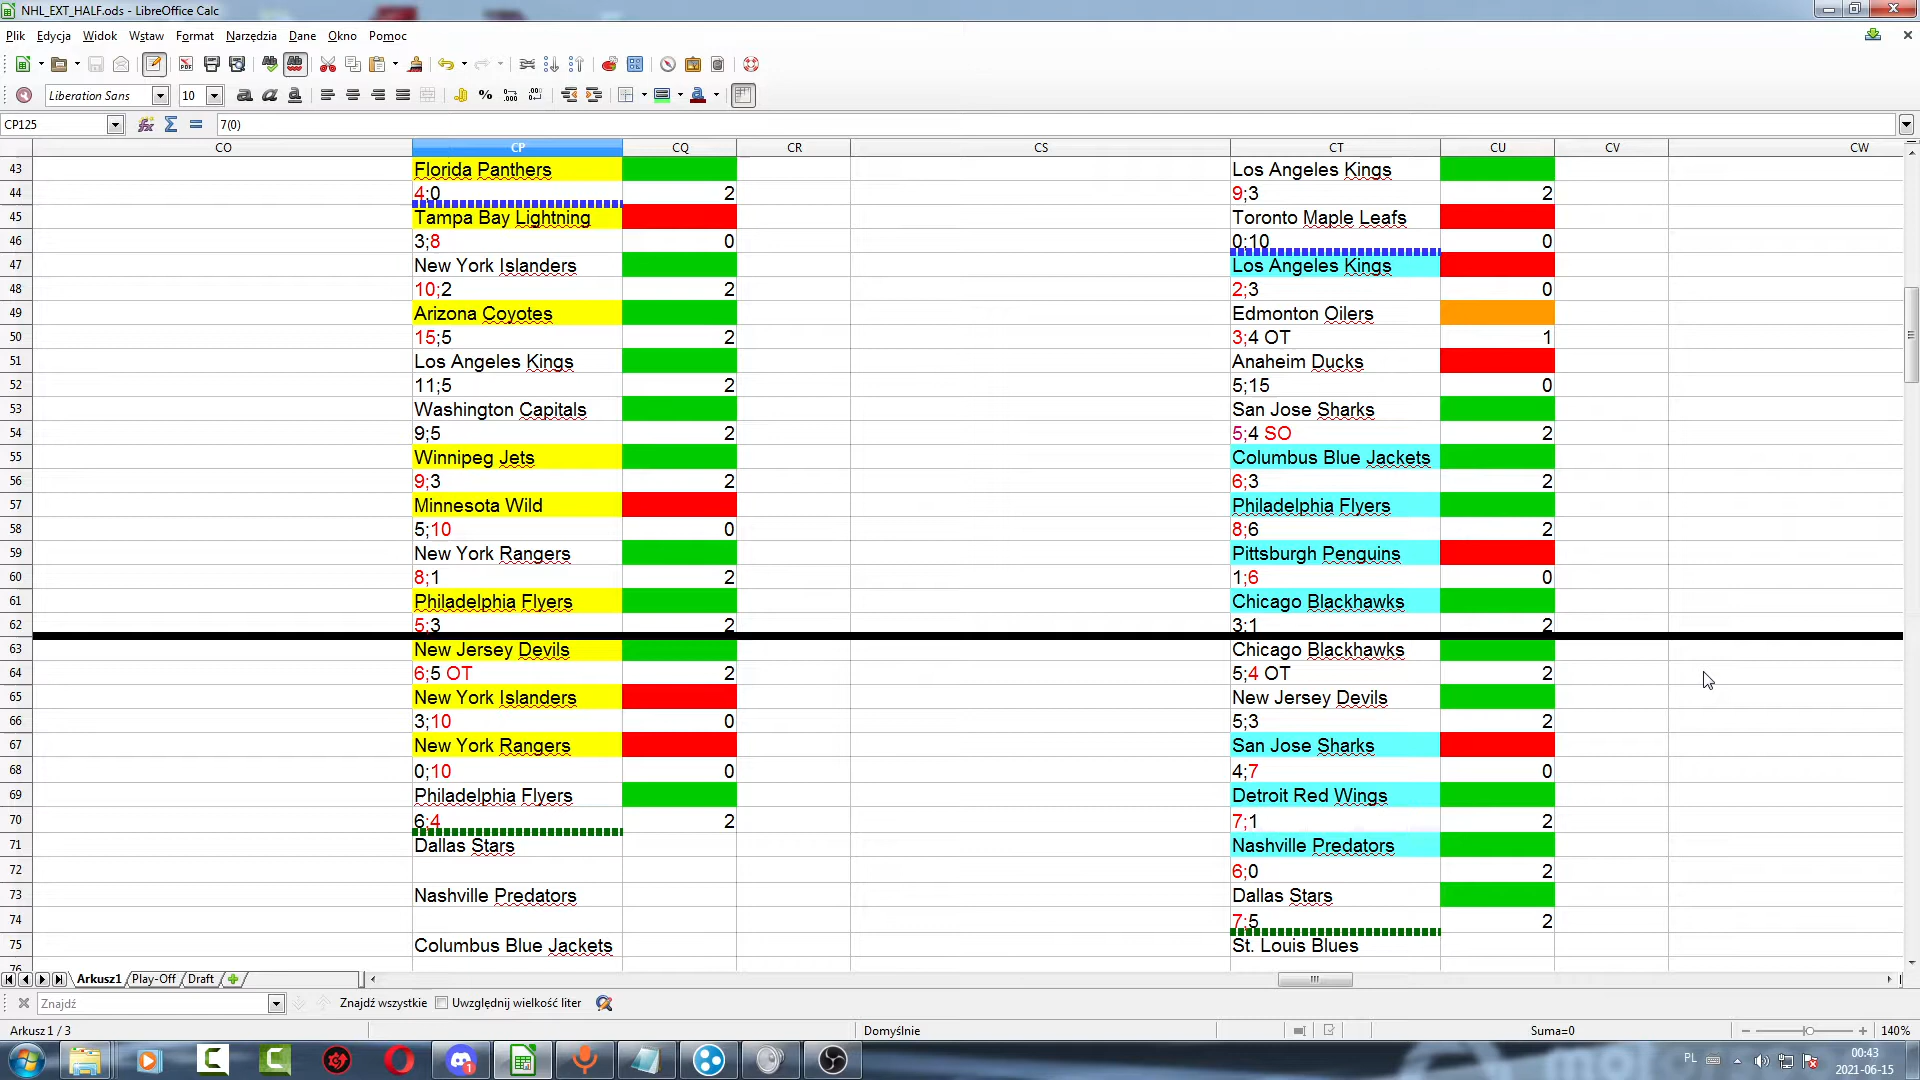 NHL_EXT_HALF.ods - LibreOffice Calc
Plik Edycja Widok Wstaw Format Narzędzia Dane Okno Pomoc
Liberation Sans 10
CP125 7(0)
CO CP CQ CR CS CT CU CV CW
43 Florida Panthers Los Angeles Kings
44 4;0 2 9;3 2
45 Tampa Bay Lightning Toronto Maple Leafs
46 3;8 0 0;10 0
47 New York Islanders Los Angeles Kings
48 10;2 2 2;3 0
49 Arizona Coyotes Edmonton Oilers
50 15;5 2 3;4 OT 1
51 Los Angeles Kings Anaheim Ducks
52 11;5 2 5;15 0
53 Washington Capitals San Jose Sharks
54 9;5 2 5;4 SO 2
55 Winnipeg Jets Columbus Blue Jackets
56 9;3 2 6;3 2
57 Minnesota Wild Philadelphia Flyers
58 5;10 0 8;6 2
59 New York Rangers Pittsburgh Penguins
60 8;1 2 1;6 0
61 Philadelphia Flyers Chicago Blackhawks
62 5;3 2 3;1 2
63 New Jersey Devils Chicago Blackhawks
64 6;5 OT 2 5;4 OT 2
65 New York Islanders New Jersey Devils
66 3;10 0 5;3 2
67 New York Rangers San Jose Sharks
68 0;10 0 4;7 0
69 Philadelphia Flyers Detroit Red Wings
70 6;4 2 7;1 2
71 Dallas Stars Nashville Predators
72 6;0 2
73 Nashville Predators Dallas Stars
74 7;5 2
75 Columbus Blue Jackets St. Louis Blues
76
Arkusz1 Play-Off Draft
Znajdź Znajdź wszystkie Uwzględnij wielkość liter
Arkusz 1 / 3 Domyślnie Suma=0 140%
PL 00:43
2021-06-15